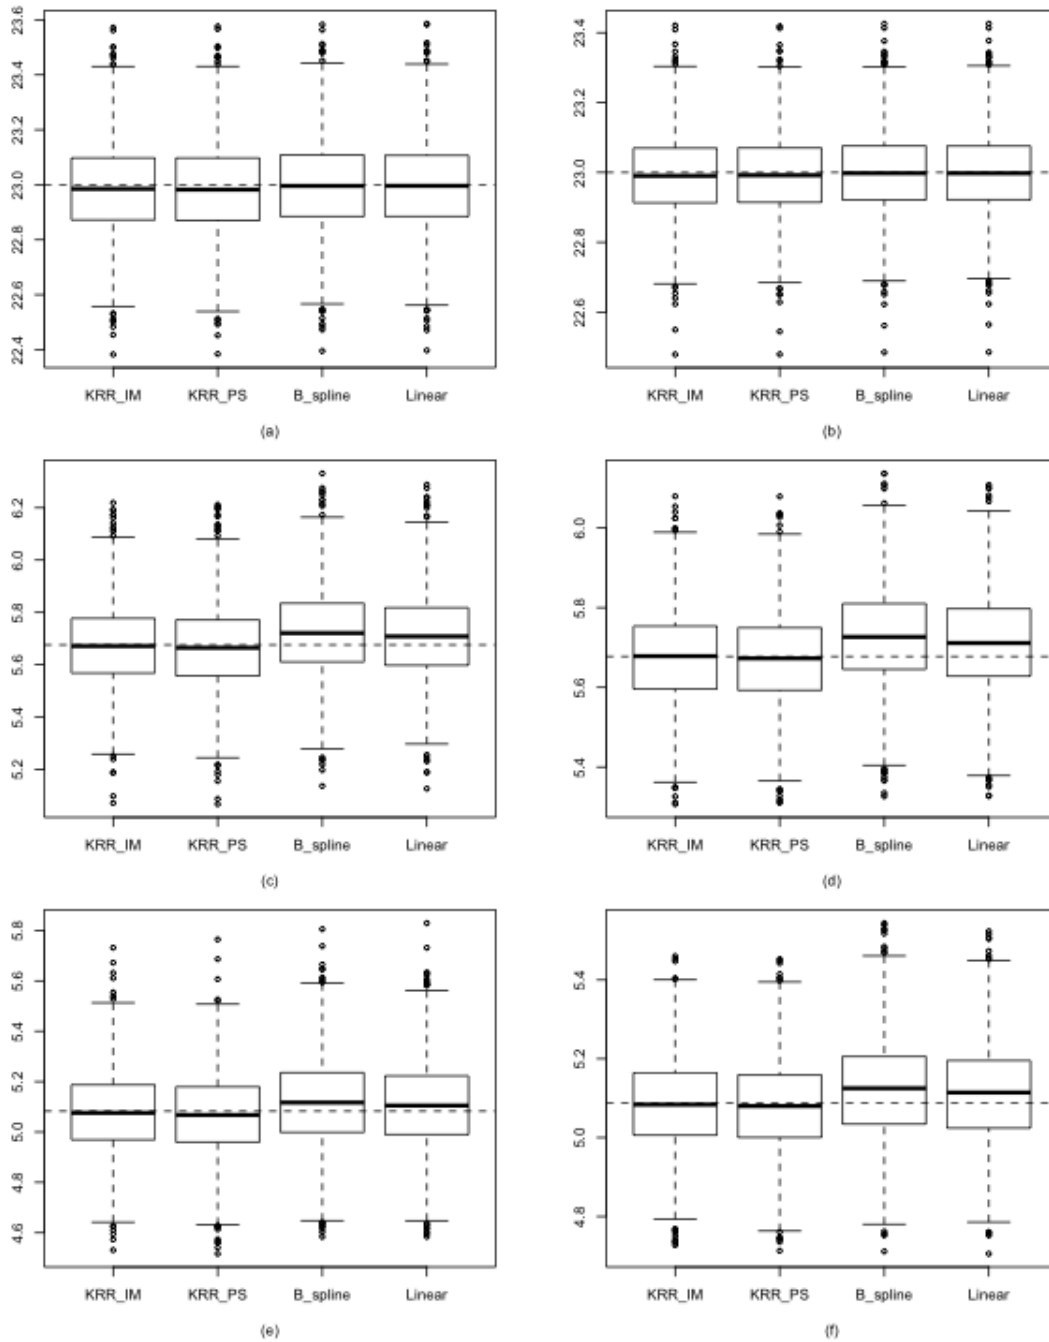 23.6
23.4
23.2
23.0
22.8
22.6
22.4
KRR_IM KRR_PS B_spline Linear
(a)
23.4
23.2
23.0
22.8
22.6
KRR_IM KRR_PS B_spline Linear
(b)
6.2
6.0
5.8
5.6
5.4
5.2
KRR_IM KRR_PS B_spline Linear
(c)
6.0
5.8
5.6
5.4
KRR_IM KRR_PS B_spline Linear
(d)
5.8
5.6
5.4
5.2
5.0
4.8
4.6
KRR_IM KRR_PS B_spline Linear
(e)
5.4
5.2
5.0
4.8
KRR_IM KRR_PS B_spline Linear
(f)